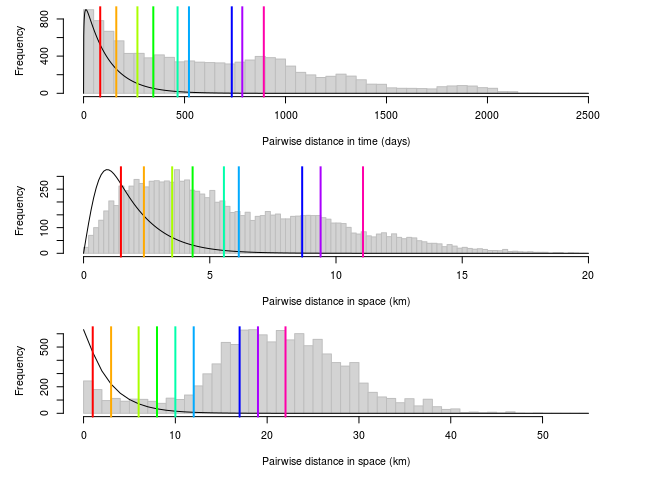 Frequency
0 400 800
0 500 1000 1500 2000 2500
Pairwise distance in time (days)
Frequency
0 100 250
0 5 10 15 20
Pairwise distance in space (km)
Frequency
0 200 500
0 10 20 30 40 50
Pairwise distance in space (km)